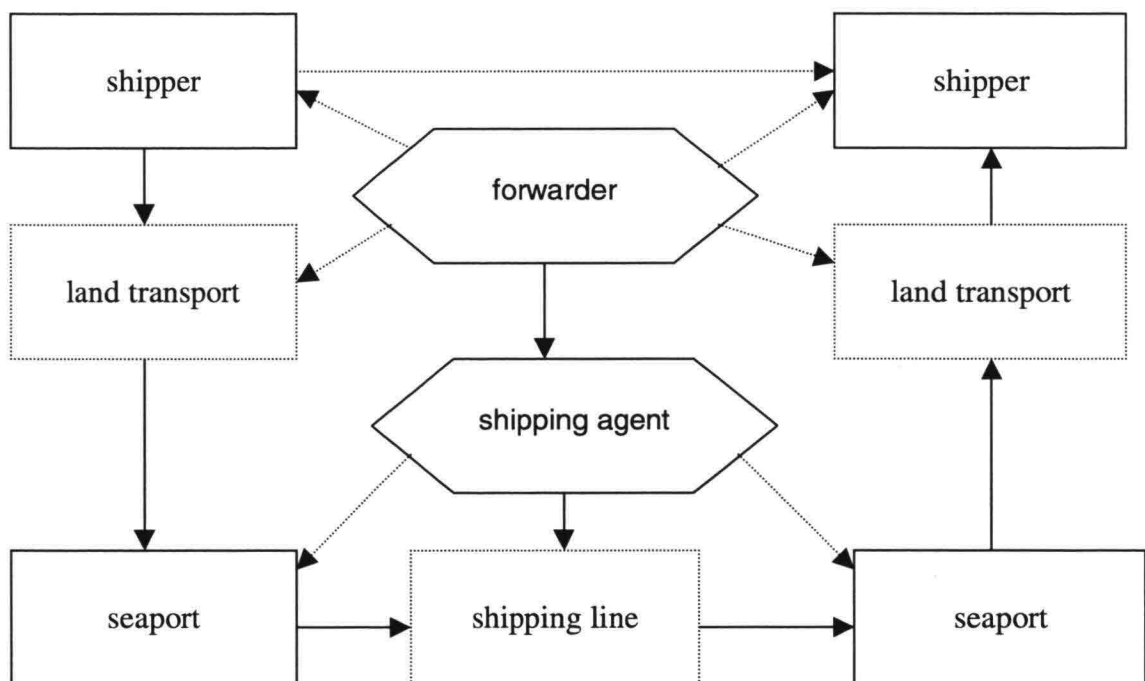 shipper
shipper
forwarder
land transport
land transport
shipping agent
seaport
shipping line
seaport